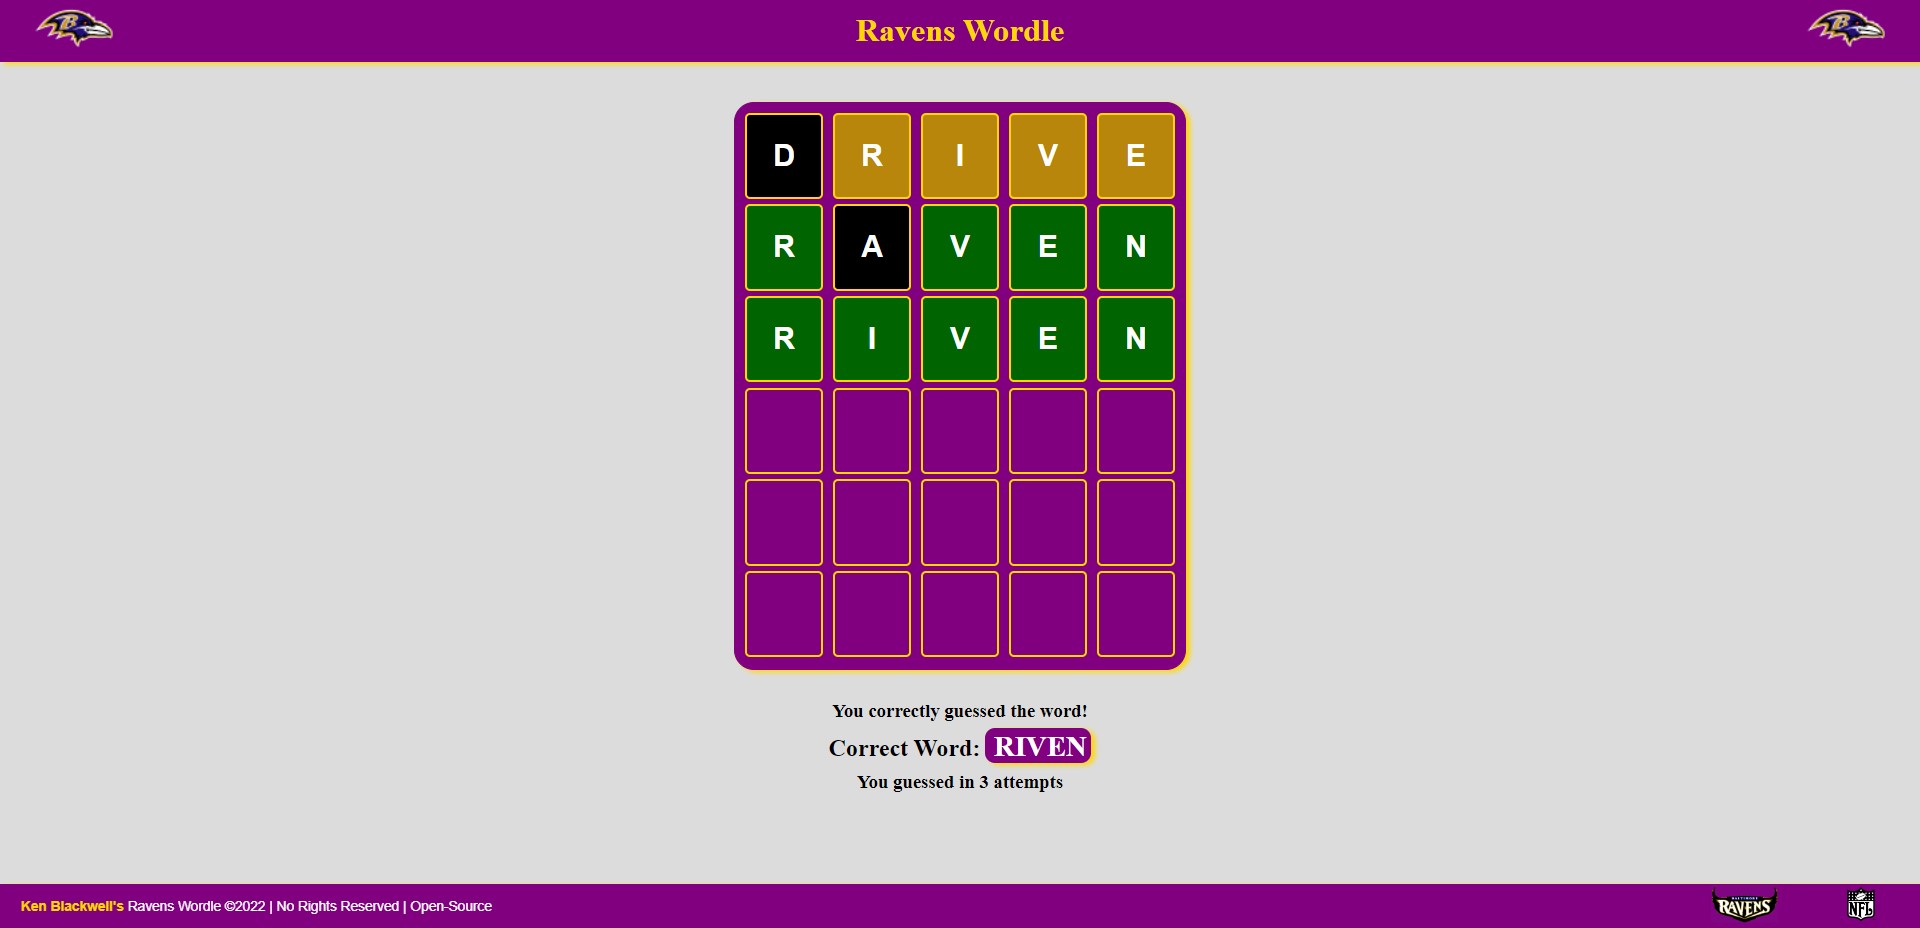 Ravens Wordle
D R I V E
R A V E N
R I V E N
You correctly guessed the word!
Correct Word: RIVEN
You guessed in 3 attempts
Ken Blackwell's Ravens Wordle ©2022 | No Rights Reserved | Open-Source
RAVENS
NFL